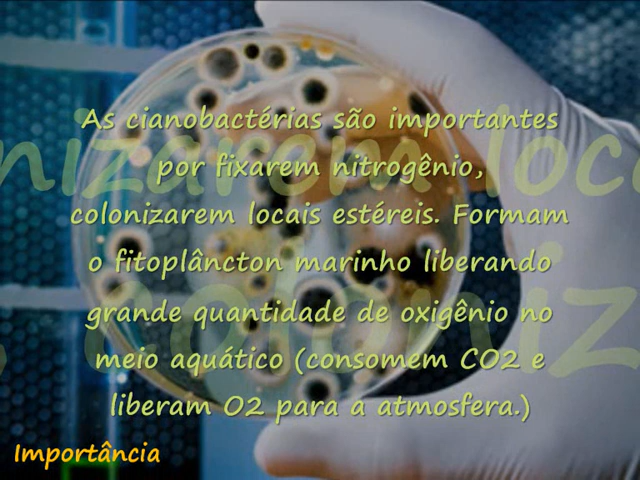 As cianobactérias são importantes
por fixarem nitrogênio,
colonizarem locais estéreis. Formam
o fitoplâncton marinho liberando
grande quantidade de oxigênio no
meio aquático (consomem CO2 e
liberam O2 para a atmosfera.)
Importância